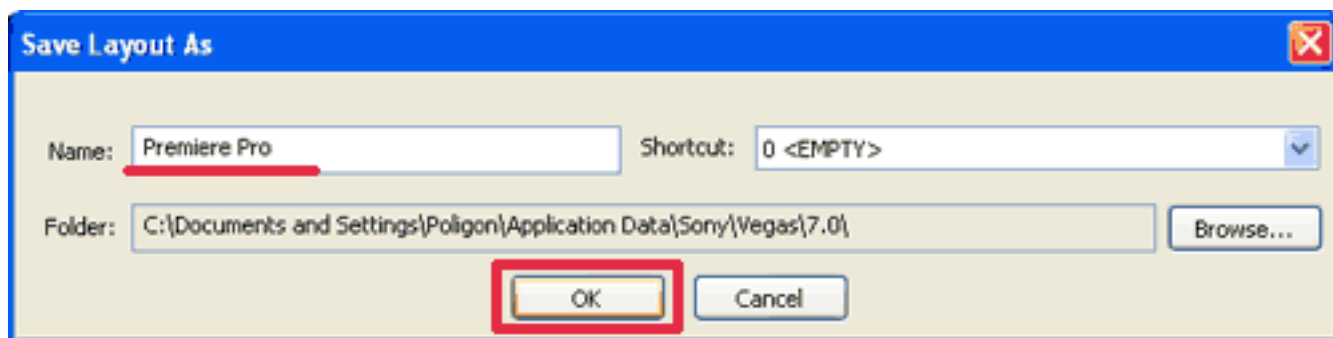 Save Layout As
Name: Premiere Pro Shortcut: 0 <EMPTY>
Folder: C:\Documents and Settings\Poligon\Application Data\Sony\Vegas\7.0\ Browse...
OK Cancel